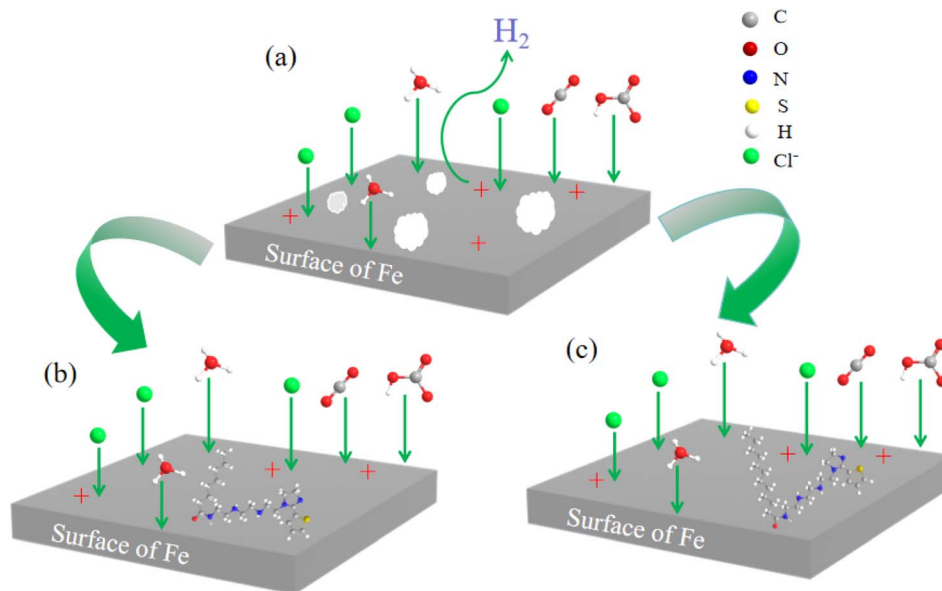 (a)
H₂
C
O
N
S
H
Cl⁻
+
+
+
+
Surface of Fe
(b)
+
+
+
Surface of Fe
(c)
+
+
+
Surface of Fe